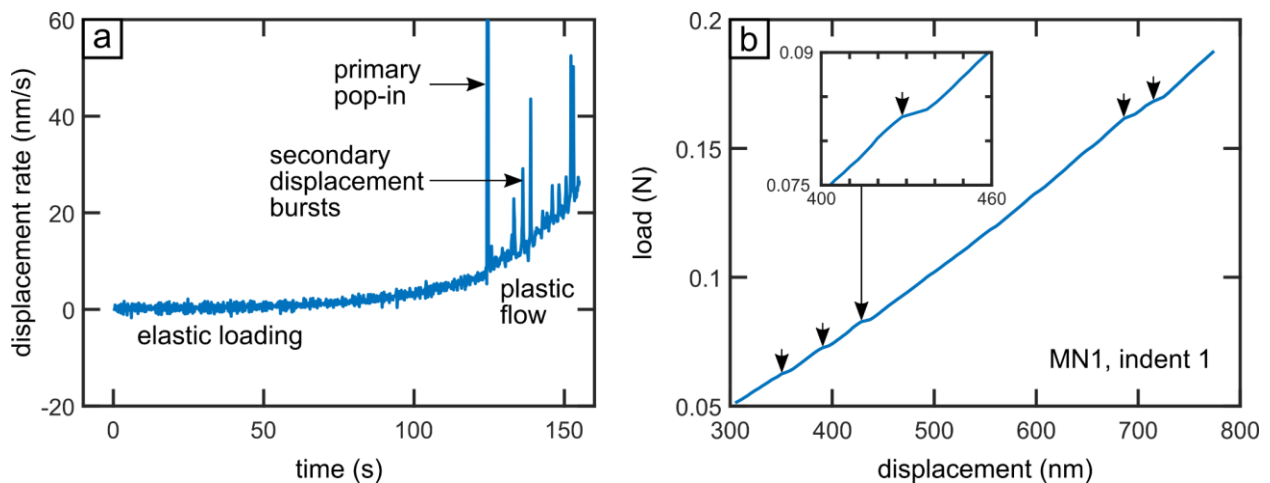 a
60
40
20
0
-20
displacement rate (nm/s)
primary
pop-in
secondary
displacement
bursts
plastic
flow
elastic loading
0
50
100
150
time (s)
b
0.2
0.15
0.1
0.05
load (N)
0.09
0.075
400
460
MN1, indent 1
300
400
500
600
700
800
displacement (nm)